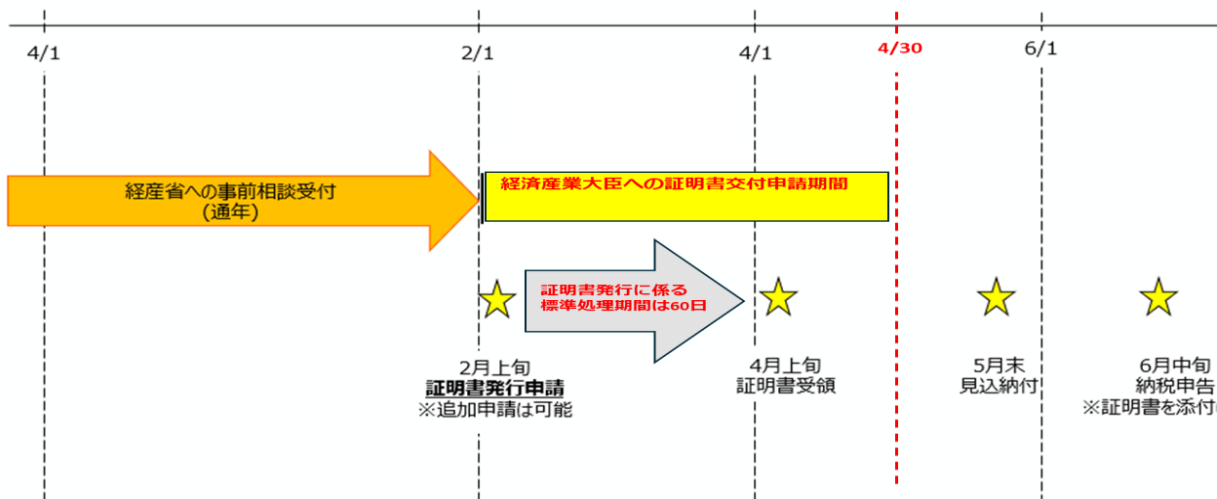 4/1
2/1
4/1
4/30
6/1
経産省への事前相談受付
(通年)
経済産業大臣への証明書交付申請期間
証明書発行に係る
標準処理期間は60日
2月上旬
証明書発行申請
※追加申請は可能
4月上旬
証明書受領
5月末
見込納付
6月中旬
納税申告
※証明書を添付